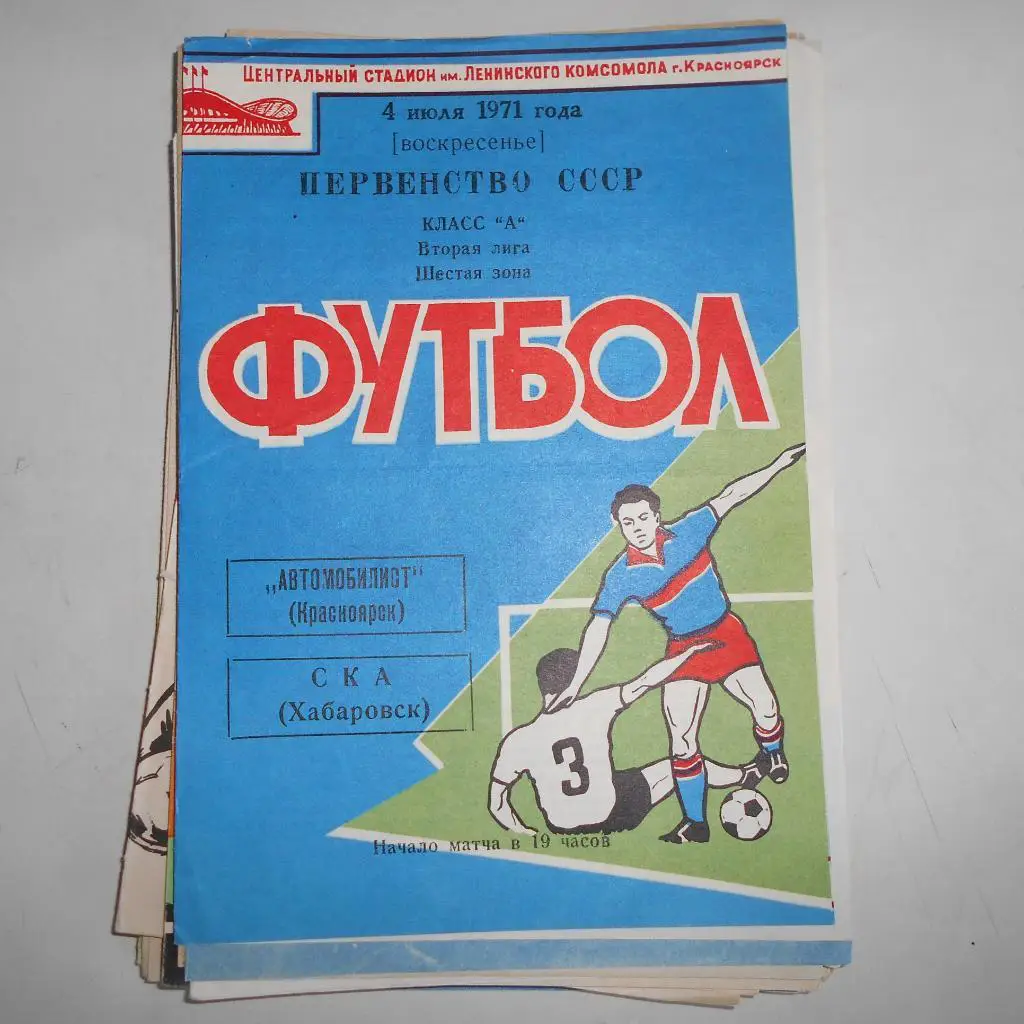 ЦЕНТРАЛЬНЫЙ СТАДИОН ИМ. ЛЕНИНСКОГО КОМСОМОЛА г. КРАСНОЯРСК
4 июля 1971 года
[воскресенье]
ПЕРВЕНСТВО СССР
КЛАСС "А"
Вторая лига
Шестая зона
ФУТБОЛ
„АВТОМОБИЛИСТ"
(Красноярск)
СКА
(Хабаровск)
3
Начало матча в 19 часов